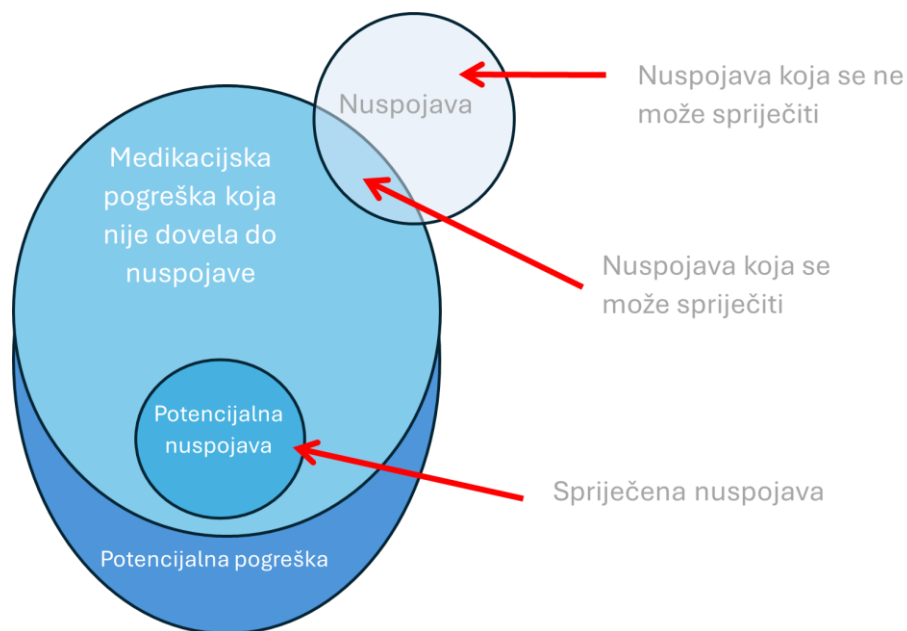 Nuspojava koja se ne
može spriječiti
Nuspojava
Medikacijska
pogreška koja
nije dovela do
nuspojave
Nuspojava koja se
može spriječiti
Potencijalna
nuspojava
Spriječena nuspojava
Potencijalna pogreška